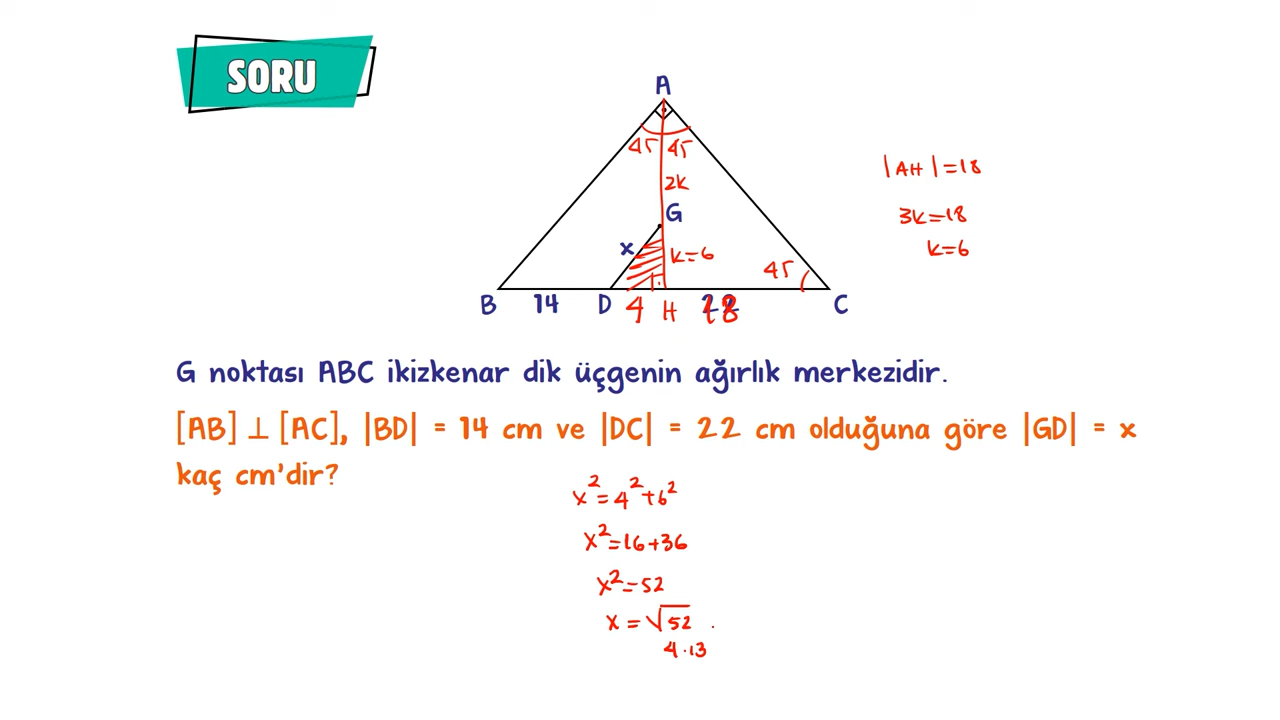 SORU
A
45 45
2k
G
x
k=6
45
B 14 D 4 H 22 18 C
|AH|=18
3k=18
k=6
G noktası ABC ikizkenar dik üçgenin ağırlık merkezidir.
[AB] ⊥ [AC], |BD| = 14 cm ve |DC| = 22 cm olduğuna göre |GD| = x
kaç cm'dir?
x²=4²+6²
x²=16+36
x²=52
x=√52
4·13